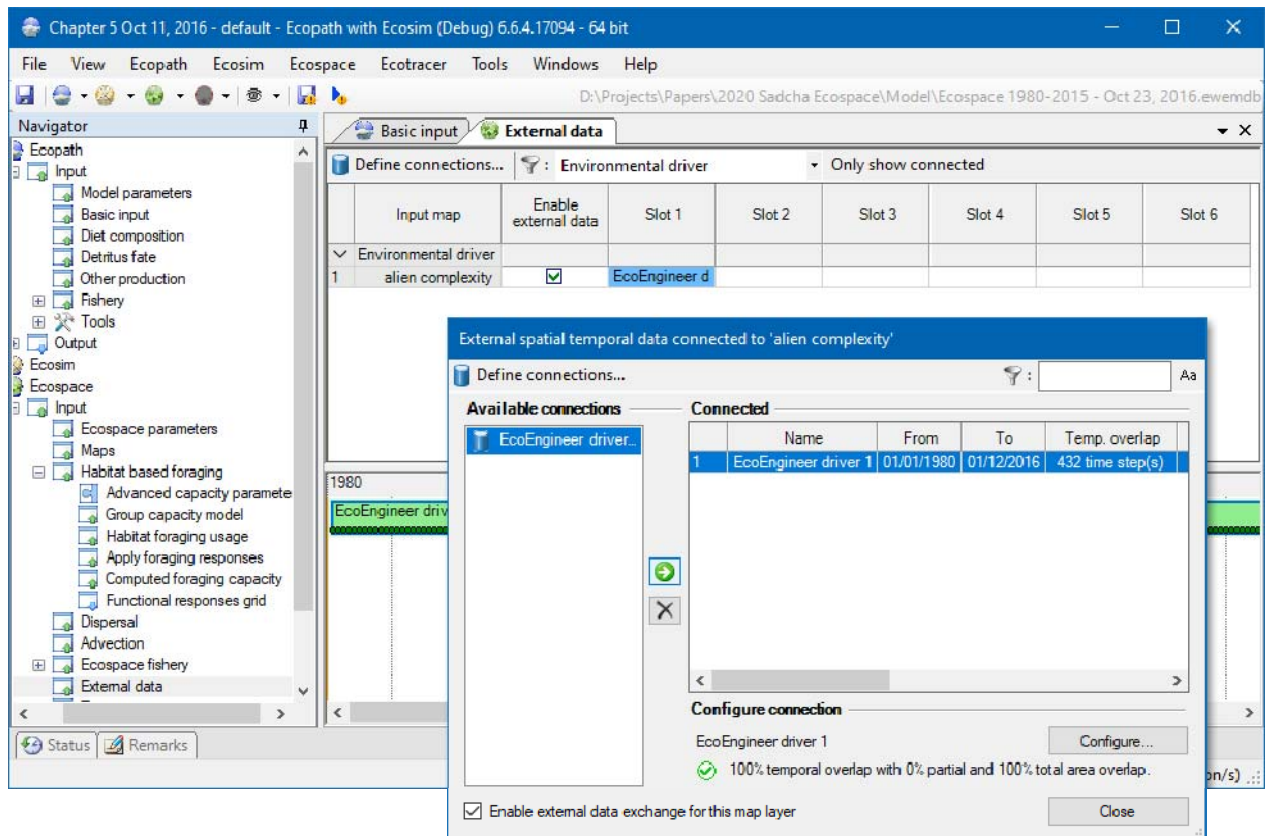 Chapter 5 Oct 11, 2016 - default - Ecopath with Ecosim (Debug) 6.6.4.17094 - 64 bit
File View Ecopath Ecosim Ecospace Ecotracer Tools Windows Help
D:\Projects\Papers\2020 Sadcha Ecospace\Model\Ecospace 1980-2015 - Oct 23, 2016.ewemdb
Navigator
Ecopath
Input
Model parameters
Basic input
Diet composition
Detritus fate
Other production
Fishery
Tools
Output
Ecosim
Ecospace
Input
Ecospace parameters
Maps
Habitat based foraging
Advanced capacity paramete
Group capacity model
Habitat foraging usage
Apply foraging responses
Computed foraging capacity
Functional responses grid
Dispersal
Advection
Ecospace fishery
External data
Status Remarks
Basic input External data
Define connections... : Environmental driver Only show connected
Input map Enable external data Slot 1 Slot 2 Slot 3 Slot 4 Slot 5 Slot 6
Environmental driver
1 alien complexity EcoEngineer d
1980
EcoEngineer driv
External spatial temporal data connected to 'alien complexity'
Define connections... : Aa
Available connections
EcoEngineer driver...
Connected
Name From To Temp. overlap
1 EcoEngineer driver 1 01/01/1980 01/12/2016 432 time step(s)
Configure connection
EcoEngineer driver 1 Configure...
100% temporal overlap with 0% partial and 100% total area overlap.
Enable external data exchange for this map layer Close
on/s)